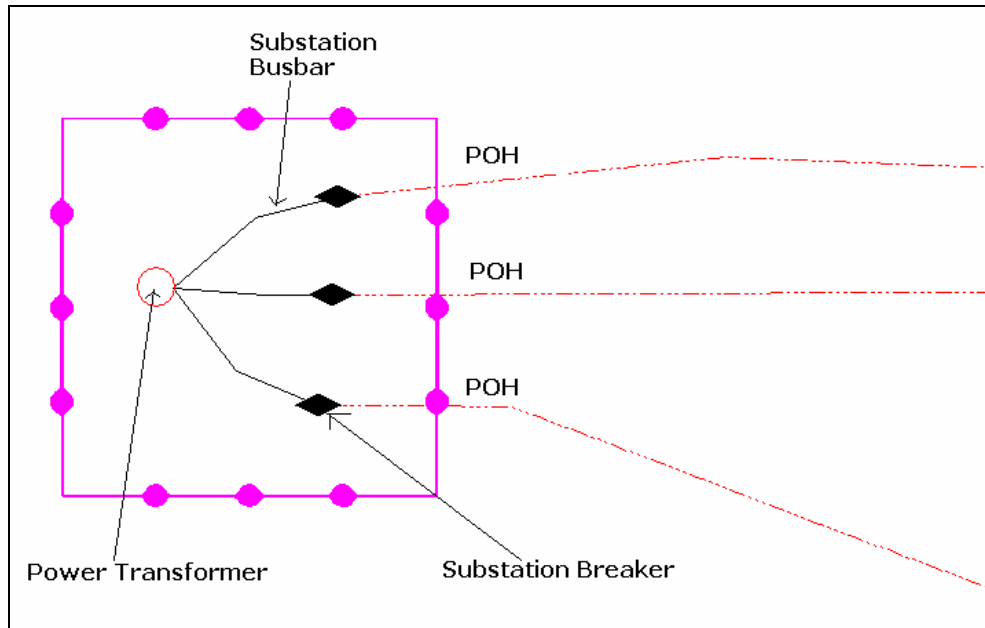 Substation
Busbar
POH
POH
POH
Power Transformer
Substation Breaker